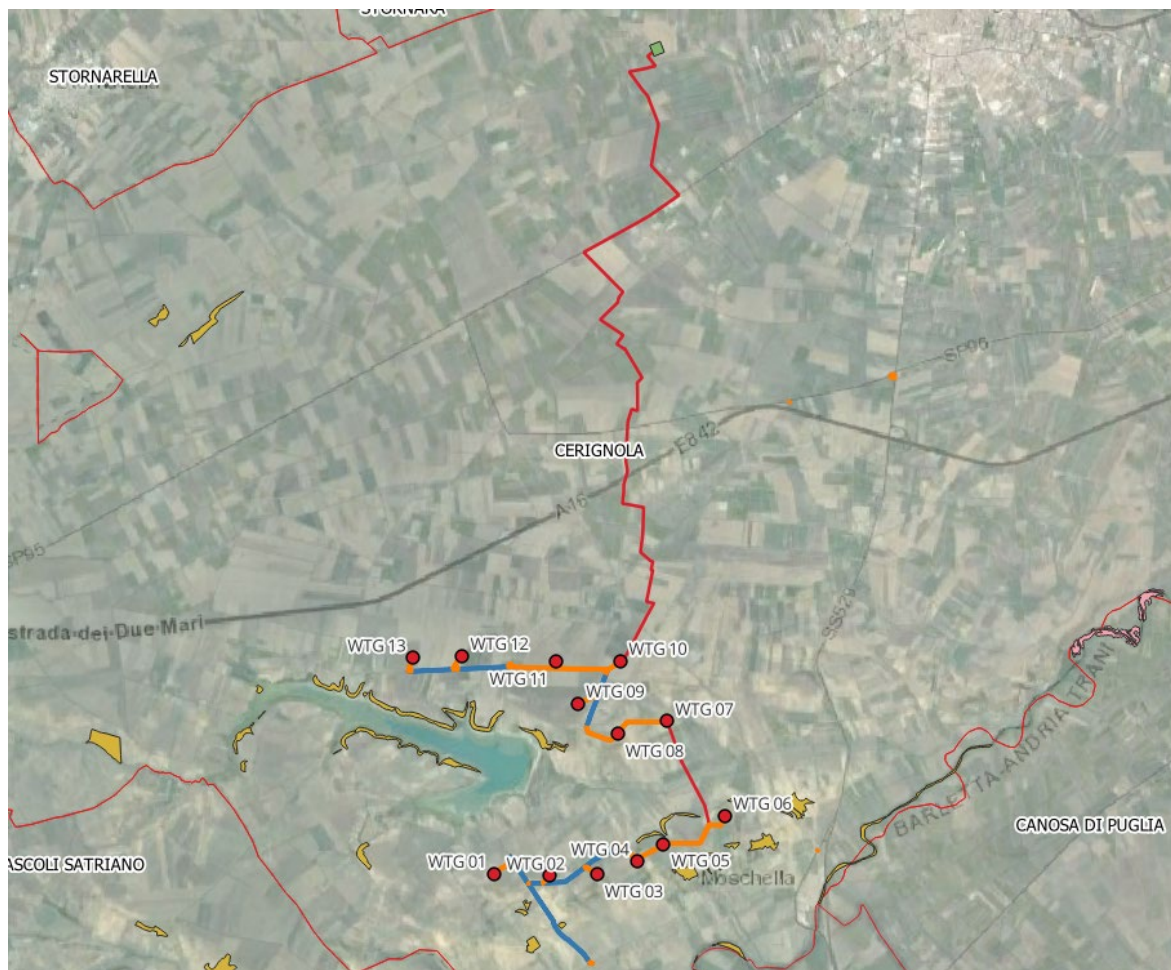 STORNARA
STORNARELLA
SP95
CERIGNOLA
E842
A-16
SP95
SS529
strada dei Due Mari
WTG 13
WTG 12
WTG 10
WTG 11
WTG 09
WTG 07
WTG 08
BARLETTA-ANDRIA-TRANI
WTG 06
CANOSA DI PUGLIA
ASCOLI SATRIANO
WTG 04
WTG 01
WTG 02
WTG 05
Moschella
WTG 03